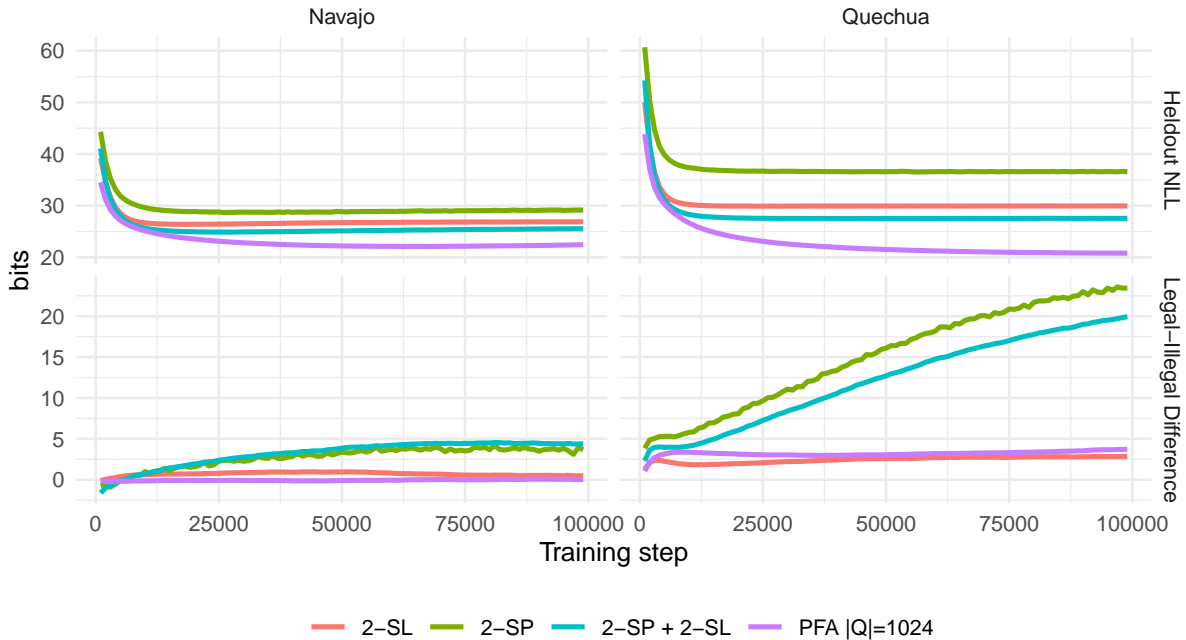 Navajo
Quechua
60
50
40
30
20
Heldout NLL
bits
20
15
10
5
0
Legal−Illegal Difference
0
25000
50000
75000
100000
0
25000
50000
75000
100000
Training step
2−SL
2−SP
2−SP + 2−SL
PFA |Q|=1024